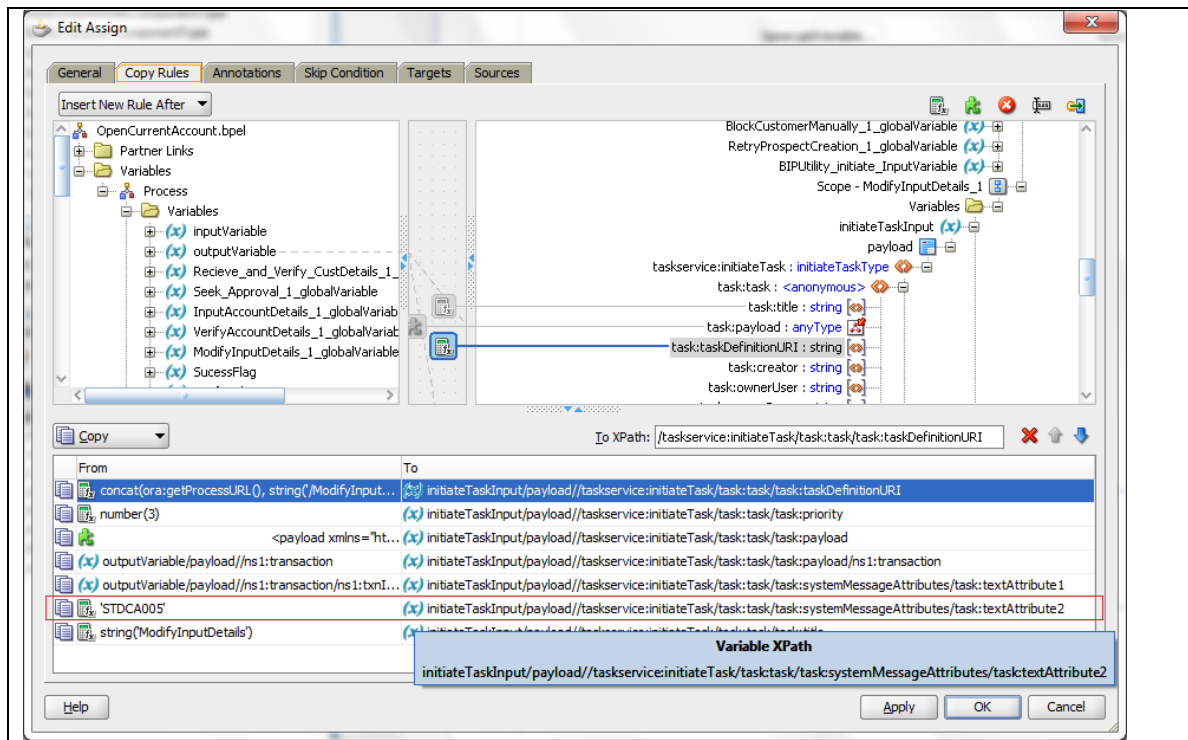 Edit Assign
General
Copy Rules
Annotations
Skip Condition
Targets
Sources
Insert New Rule After
OpenCurrentAccount.bpel
Partner Links
Variables
Process
Variables
(x) inputVariable
(x) outputVariable
(x) Recieve_and_Verify_CustDetails_1_
(x) Seek_Approval_1_globalVariable
(x) InputAccountDetails_1_globalVariab
(x) VerifyAccountDetails_1_globalVariab
(x) ModifyInputDetails_1_globalVariable
(x) SucessFlag
BlockCustomerManually_1_globalVariable (x)
RetryProspectCreation_1_globalVariable (x)
BIPUtility_initiate_InputVariable (x)
Scope - ModifyInputDetails_1
Variables
initiateTaskInput (x)
payload
taskservice:initiateTask : initiateTaskType
task:task : <anonymous>
task:title : string
task:payload : anyType
task:taskDefinitionURI : string
task:creator : string
task:ownerUser : string
Copy
To XPath: /taskservice:initiateTask/task:task/task:taskDefinitionURI
From To
concat(ora:getProcessURL(), string('/ModifyInput... initiateTaskInput/payload//taskservice:initiateTask/task:task/task:taskDefinitionURI
number(3) (x) initiateTaskInput/payload//taskservice:initiateTask/task:task/task:priority
<payload xmlns="ht... (x) initiateTaskInput/payload//taskservice:initiateTask/task:task/task:payload
(x) outputVariable/payload//ns1:transaction (x) initiateTaskInput/payload//taskservice:initiateTask/task:task/task:payload/ns1:transaction
(x) outputVariable/payload//ns1:transaction/ns1:txnI... (x) initiateTaskInput/payload//taskservice:initiateTask/task:task/task:systemMessageAttributes/task:textAttribute1
'STDCA005' (x) initiateTaskInput/payload//taskservice:initiateTask/task:task/task:systemMessageAttributes/task:textAttribute2
string('ModifyInputDetails')
Variable XPath
initiateTaskInput/payload//taskservice:initiateTask/task:task/task:systemMessageAttributes/task:textAttribute2
Help
Apply
OK
Cancel